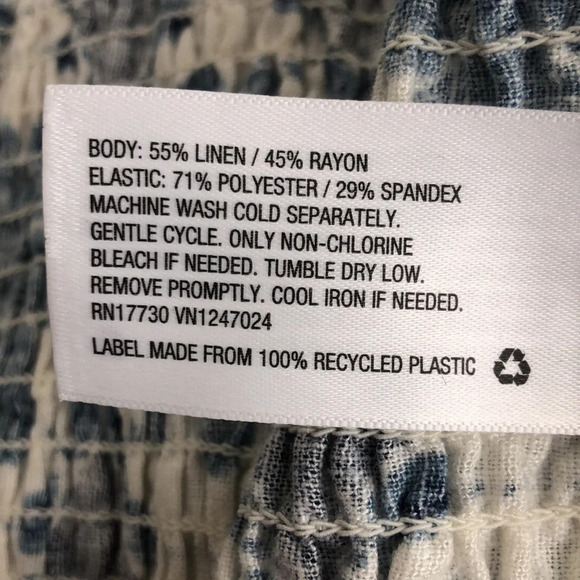 BODY: 55% LINEN / 45% RAYON
ELASTIC: 71% POLYESTER / 29% SPANDEX
MACHINE WASH COLD SEPARATELY.
GENTLE CYCLE. ONLY NON-CHLORINE
BLEACH IF NEEDED. TUMBLE DRY LOW.
REMOVE PROMPTLY. COOL IRON IF NEEDED.
RN17730 VN1247024
LABEL MADE FROM 100% RECYCLED PLASTIC